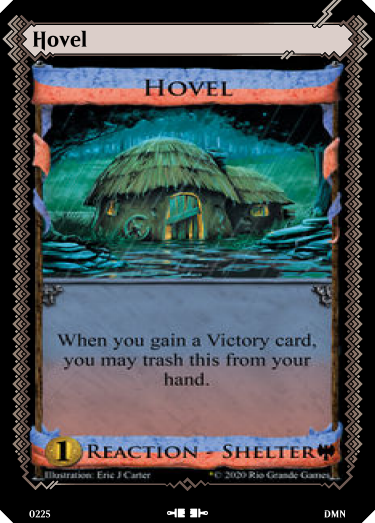 Hovel
HOVEL
When you gain a Victory card,
you may trash this from your
hand.
1 REACTION - SHELTER
Illustration: Eric J Carter *© 2020 Rio Grande Games
0225 DMN